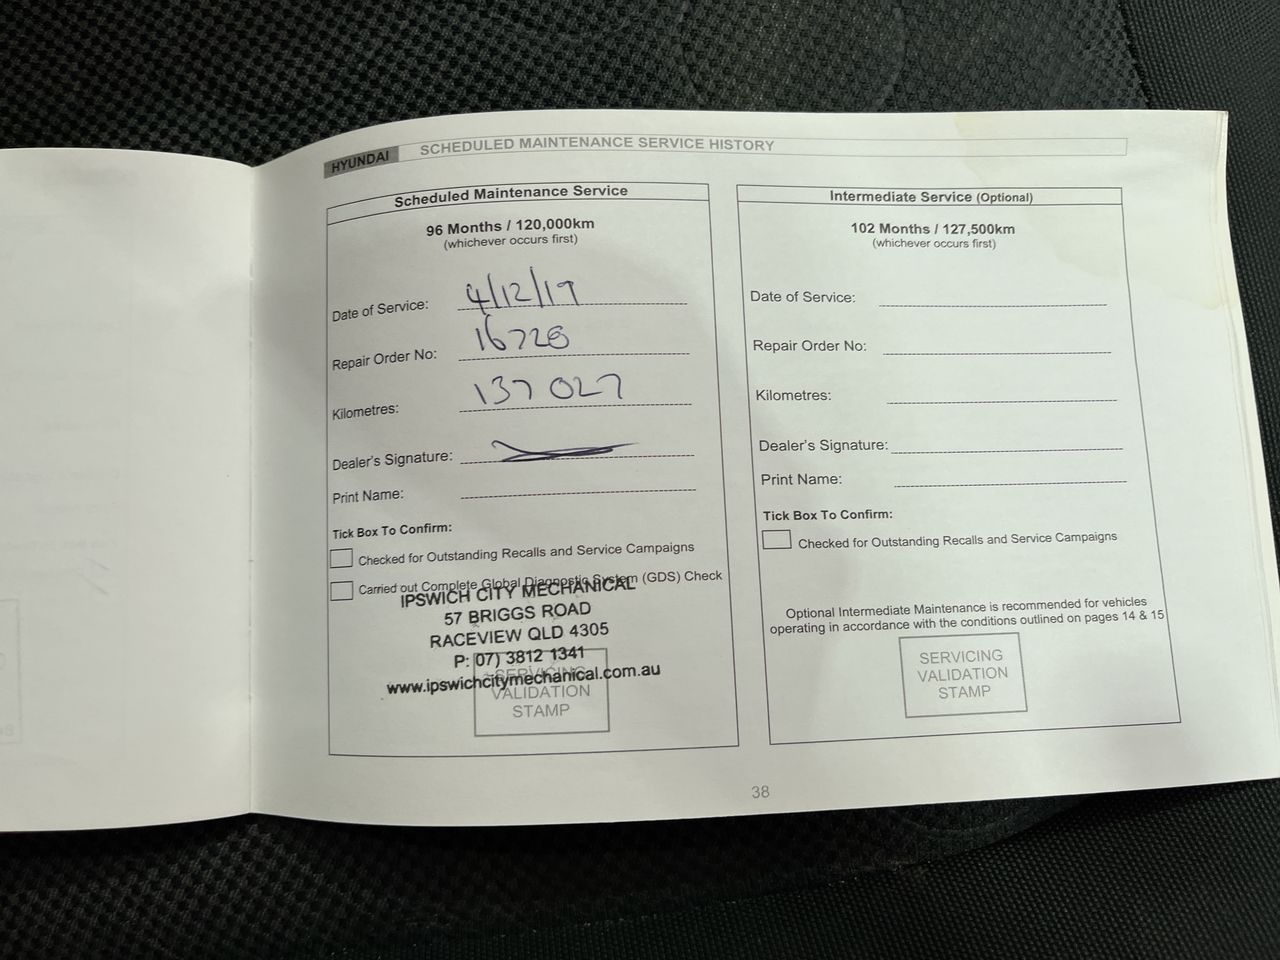 HYUNDAI SCHEDULED MAINTENANCE SERVICE HISTORY
Scheduled Maintenance Service
96 Months / 120,000km
(whichever occurs first)
Date of Service: 4/12/19
Repair Order No: 16728
Kilometres: 137 027
Dealer's Signature:
Print Name:
Tick Box To Confirm:
Checked for Outstanding Recalls and Service Campaigns
Carried out Complete Global Diagnostic System (GDS) Check
IPSWICH CITY MECHANICAL
57 BRIGGS ROAD
RACEVIEW QLD 4305
P: 07) 3812 1341
www.ipswichcitymechanical.com.au
SERVICING
VALIDATION
STAMP
Intermediate Service (Optional)
102 Months / 127,500km
(whichever occurs first)
Date of Service:
Repair Order No:
Kilometres:
Dealer's Signature:
Print Name:
Tick Box To Confirm:
Checked for Outstanding Recalls and Service Campaigns
Optional Intermediate Maintenance is recommended for vehicles
operating in accordance with the conditions outlined on pages 14 & 15
SERVICING
VALIDATION
STAMP
38